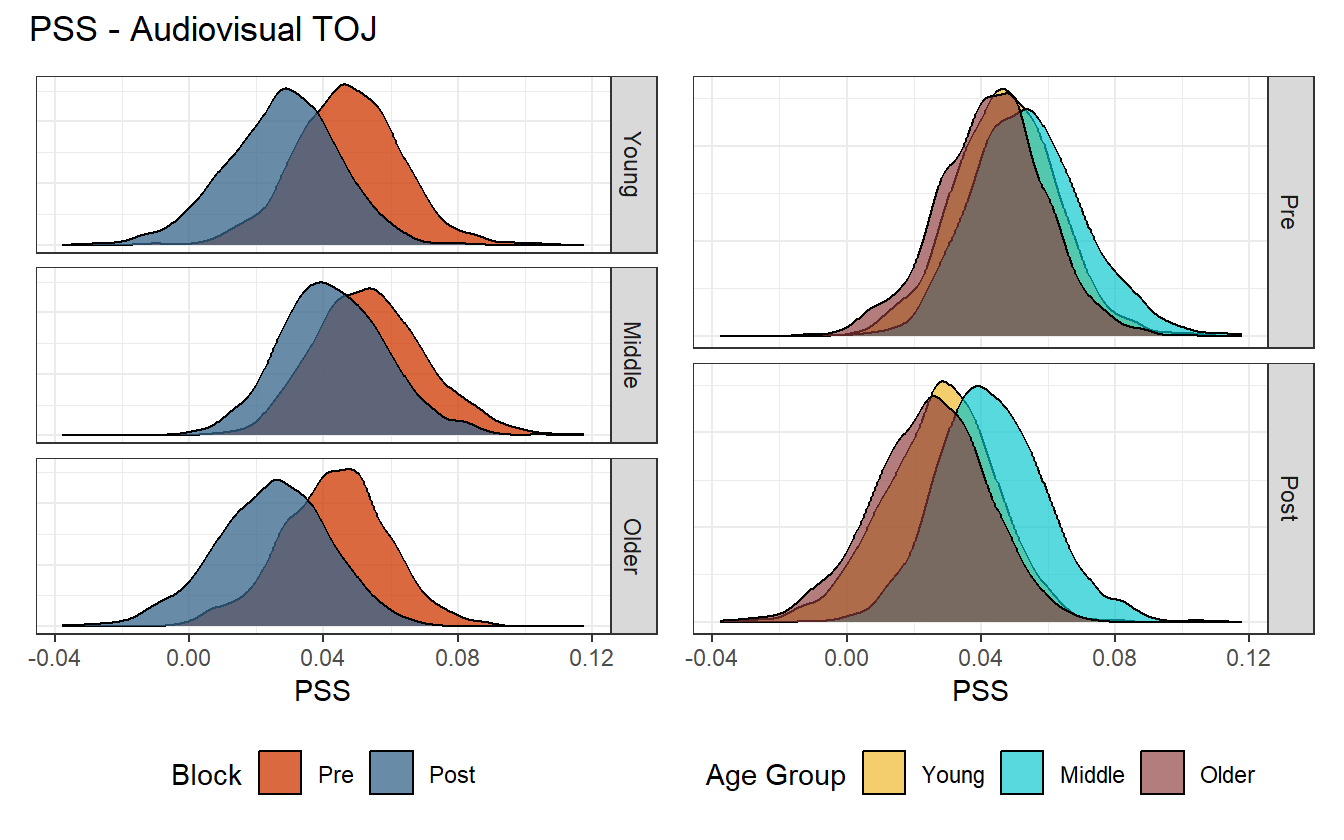 PSS - Audiovisual TOJ
Young
Middle
Older
-0.04 0.00 0.04 0.08 0.12
PSS
Block Pre Post
Pre
Post
-0.04 0.00 0.04 0.08 0.12
PSS
Age Group Young Middle Older